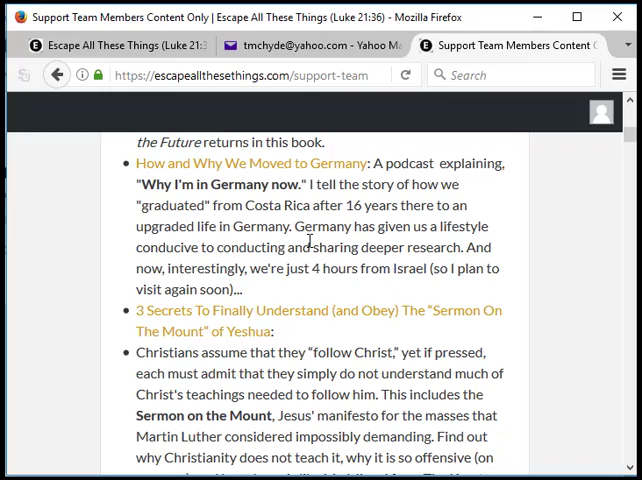 Support Team Members Content Only | Escape All These Things (Luke 21:36) - Mozilla Firefox
Escape All These Things (Luke 21:3
tmchyde@yahoo.com - Yahoo Ma
Support Team Members Content O
https://escapeallthesethings.com/support-team
Search
the Future returns in this book.
How and Why We Moved to Germany: A podcast explaining,
"Why I'm in Germany now." I tell the story of how we
"graduated" from Costa Rica after 16 years there to an
upgraded life in Germany. Germany has given us a lifestyle
conducive to conducting and sharing deeper research. And
now, interestingly, we're just 4 hours from Israel (so I plan to
visit again soon)...
3 Secrets To Finally Understand (and Obey) The “Sermon On
The Mount” of Yeshua:
Christians assume that they “follow Christ,” yet if pressed,
each must admit that they simply do not understand much of
Christ's teachings needed to follow him. This includes the
Sermon on the Mount, Jesus' manifesto for the masses that
Martin Luther considered impossibly demanding. Find out
why Christianity does not teach it, why it is so offensive (on